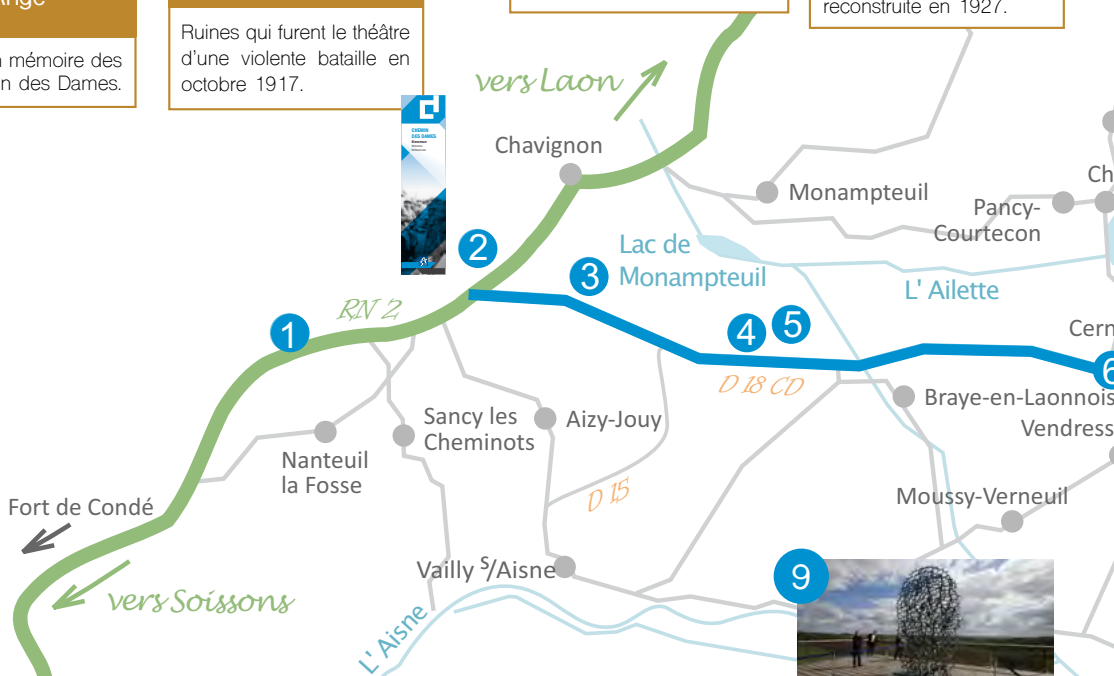 Ange
n mémoire des
n des Dames.
Ruines qui furent le théâtre
d'une violente bataille en
octobre 1917.
reconstruite en 1927.
vers Laon
CHEMIN
DES DAMES
Chavignon
Monampteuil
Ch
Pancy-
Courtecon
2
3
Lac de
Monampteuil
L' Ailette
RN 2
1
4
5
Cern
6
D 18 CD
Braye-en-Laonnois
Vendress
Sancy les
Cheminots
Aizy-Jouy
Nanteuil
la Fosse
D 15
Moussy-Verneuil
Fort de Condé
Vailly S/Aisne
9
vers Soissons
L' Aisne